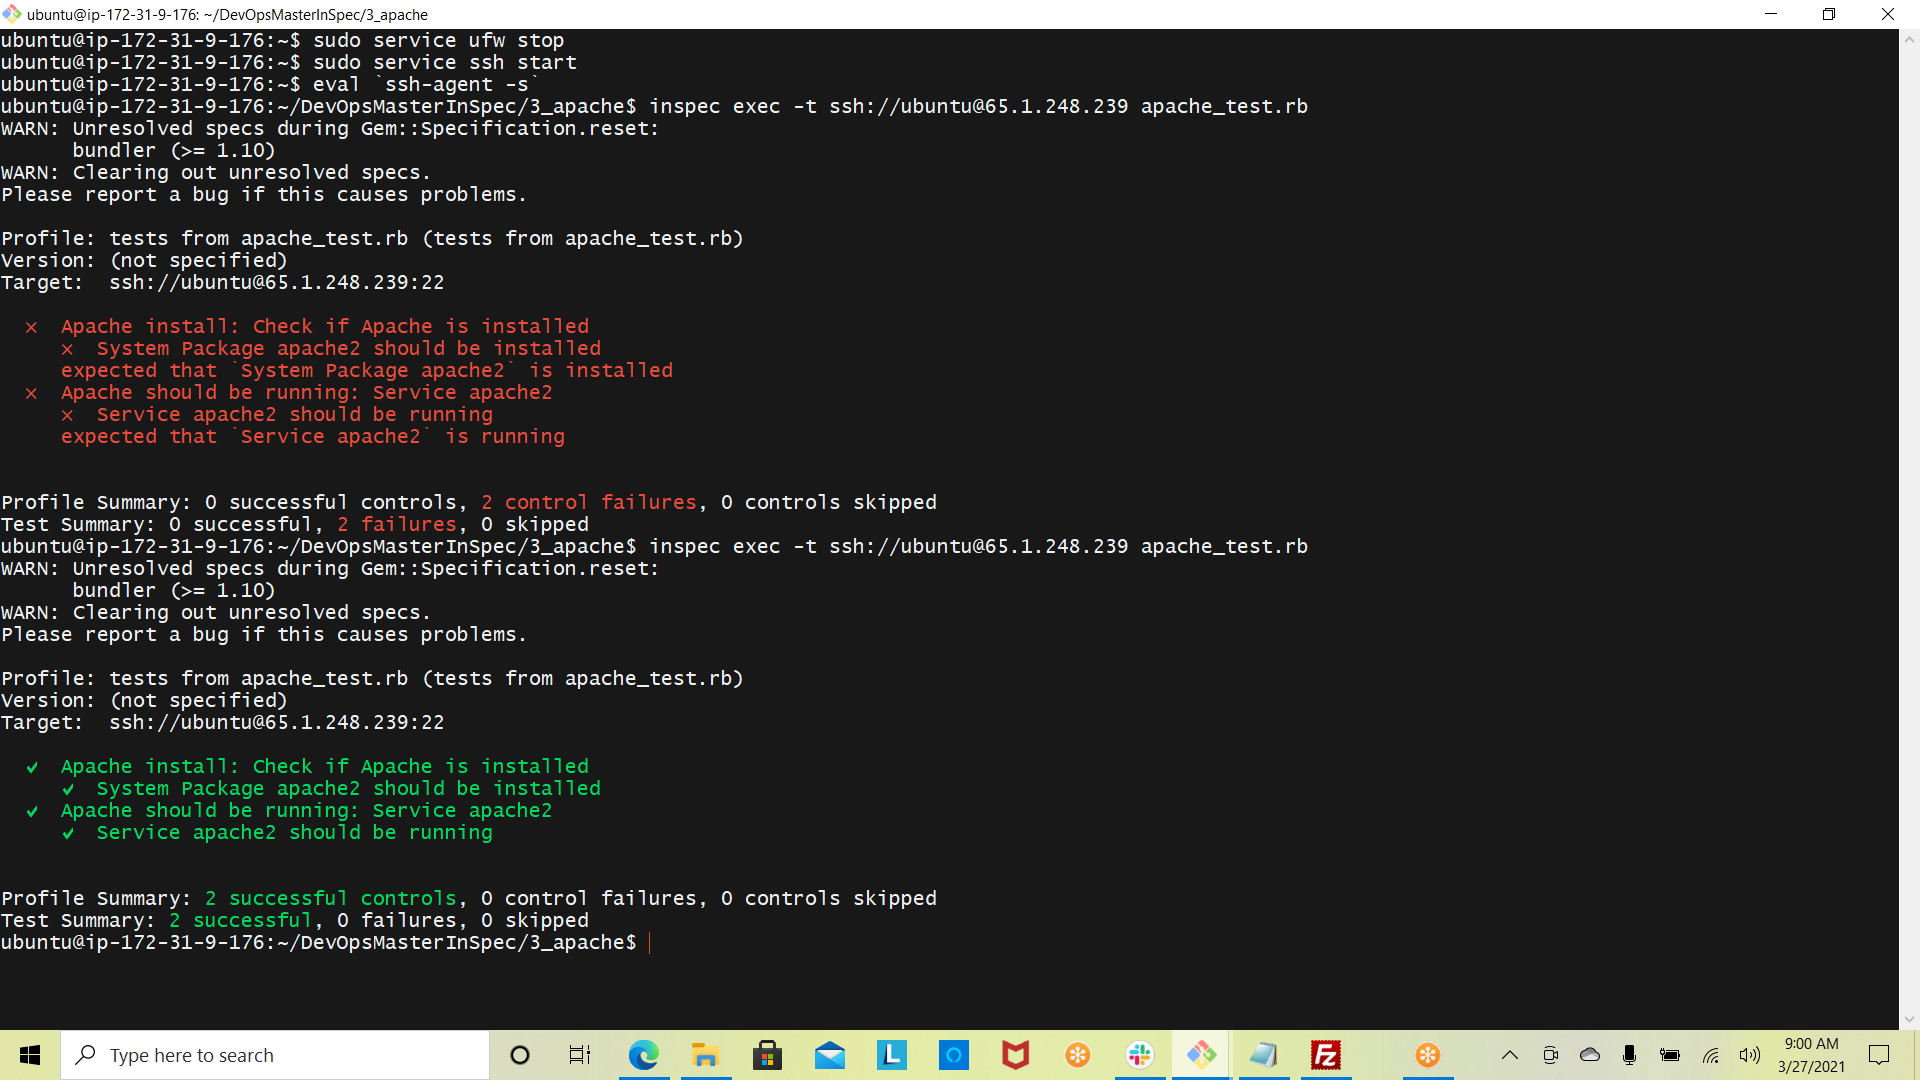 ubuntu@ip-172-31-9-176: ~/DevOpsMasterInSpec/3_apache
ubuntu@ip-172-31-9-176:~$ sudo service ufw stop
ubuntu@ip-172-31-9-176:~$ sudo service ssh start
ubuntu@ip-172-31-9-176:~$ eval `ssh-agent -s`
ubuntu@ip-172-31-9-176:~/DevOpsMasterInSpec/3_apache$ inspec exec -t ssh://ubuntu@65.1.248.239 apache_test.rb
WARN: Unresolved specs during Gem::Specification.reset:
      bundler (>= 1.10)
WARN: Clearing out unresolved specs.
Please report a bug if this causes problems.
Profile: tests from apache_test.rb (tests from apache_test.rb)
Version: (not specified)
Target:  ssh://ubuntu@65.1.248.239:22
  ×  Apache install: Check if Apache is installed
     ×  System Package apache2 should be installed
     expected that `System Package apache2` is installed
  ×  Apache should be running: Service apache2
     ×  Service apache2 should be running
     expected that `Service apache2` is running
Profile Summary: 0 successful controls, 2 control failures, 0 controls skipped
Test Summary: 0 successful, 2 failures, 0 skipped
ubuntu@ip-172-31-9-176:~/DevOpsMasterInSpec/3_apache$ inspec exec -t ssh://ubuntu@65.1.248.239 apache_test.rb
WARN: Unresolved specs during Gem::Specification.reset:
      bundler (>= 1.10)
WARN: Clearing out unresolved specs.
Please report a bug if this causes problems.
Profile: tests from apache_test.rb (tests from apache_test.rb)
Version: (not specified)
Target:  ssh://ubuntu@65.1.248.239:22
  ✔  Apache install: Check if Apache is installed
     ✔  System Package apache2 should be installed
  ✔  Apache should be running: Service apache2
     ✔  Service apache2 should be running
Profile Summary: 2 successful controls, 0 control failures, 0 controls skipped
Test Summary: 2 successful, 0 failures, 0 skipped
ubuntu@ip-172-31-9-176:~/DevOpsMasterInSpec/3_apache$
Type here to search
L
Fz
9:00 AM
3/27/2021